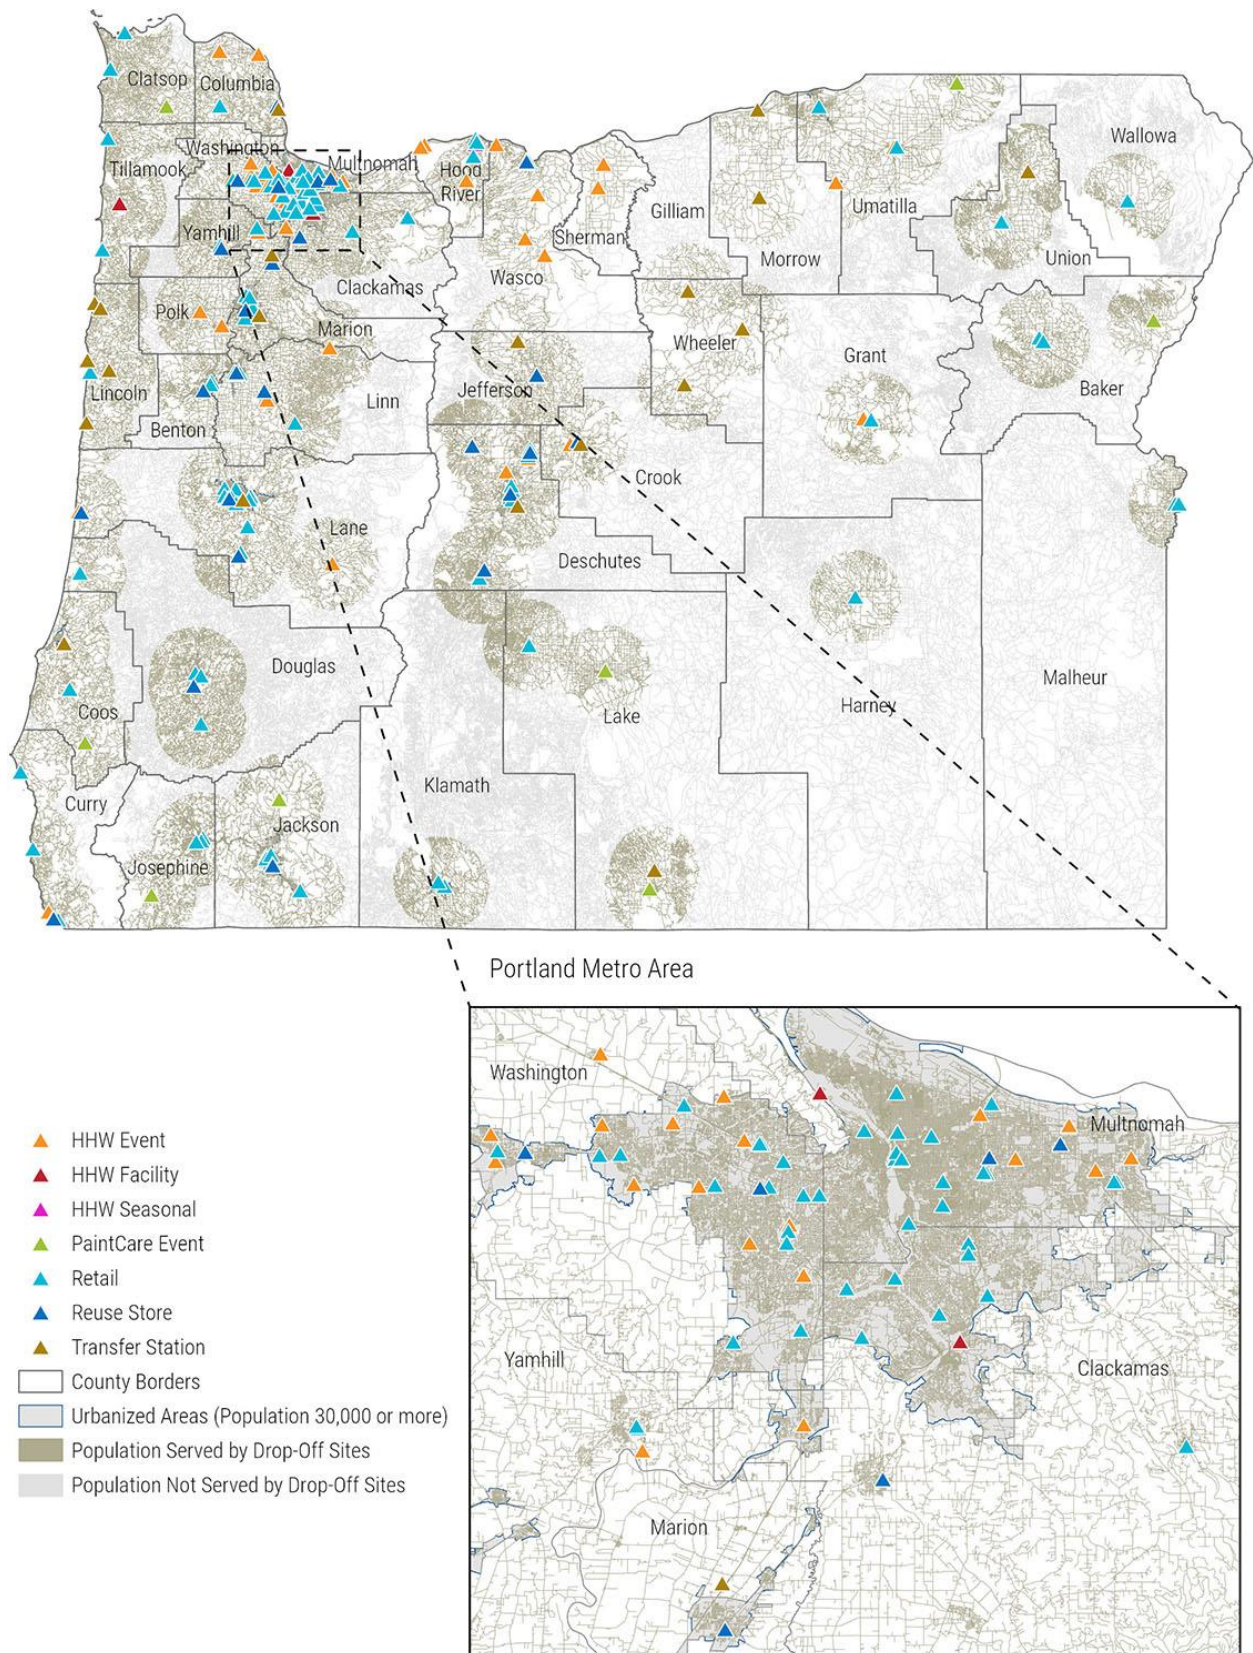 Clatsop
Columbia
Washington
Tillamook
Multnomah
Hood
River
Wallowa
Gilliam
Umatilla
Yamhill
Sherman
Morrow
Union
Wasco
Clackamas
Polk
Marion
Wheeler
Grant
Baker
Lincoln
Jefferson
Linn
Benton
Crook
Lane
Deschutes
Douglas
Malheur
Coos
Lake
Harney
Klamath
Curry
Jackson
Josephine
Portland Metro Area
Washington
Multnomah
Yamhill
Clackamas
Marion
HHW Event
HHW Facility
HHW Seasonal
PaintCare Event
Retail
Reuse Store
Transfer Station
County Borders
Urbanized Areas (Population 30,000 or more)
Population Served by Drop-Off Sites
Population Not Served by Drop-Off Sites